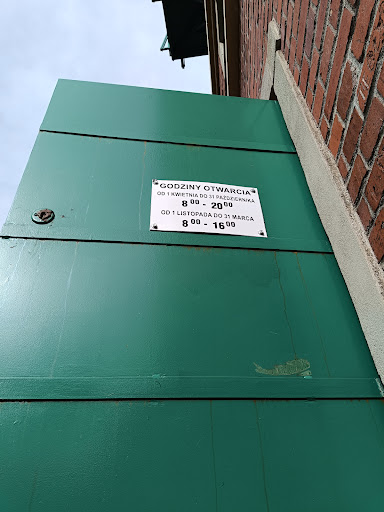 GODZINY OTWARCIA
OD 1 KWIETNIA DO 31 PAŹDZIERNIKA
8⁰⁰ - 20⁰⁰
OD 1 LISTOPADA DO 31 MARCA
8⁰⁰ - 16⁰⁰